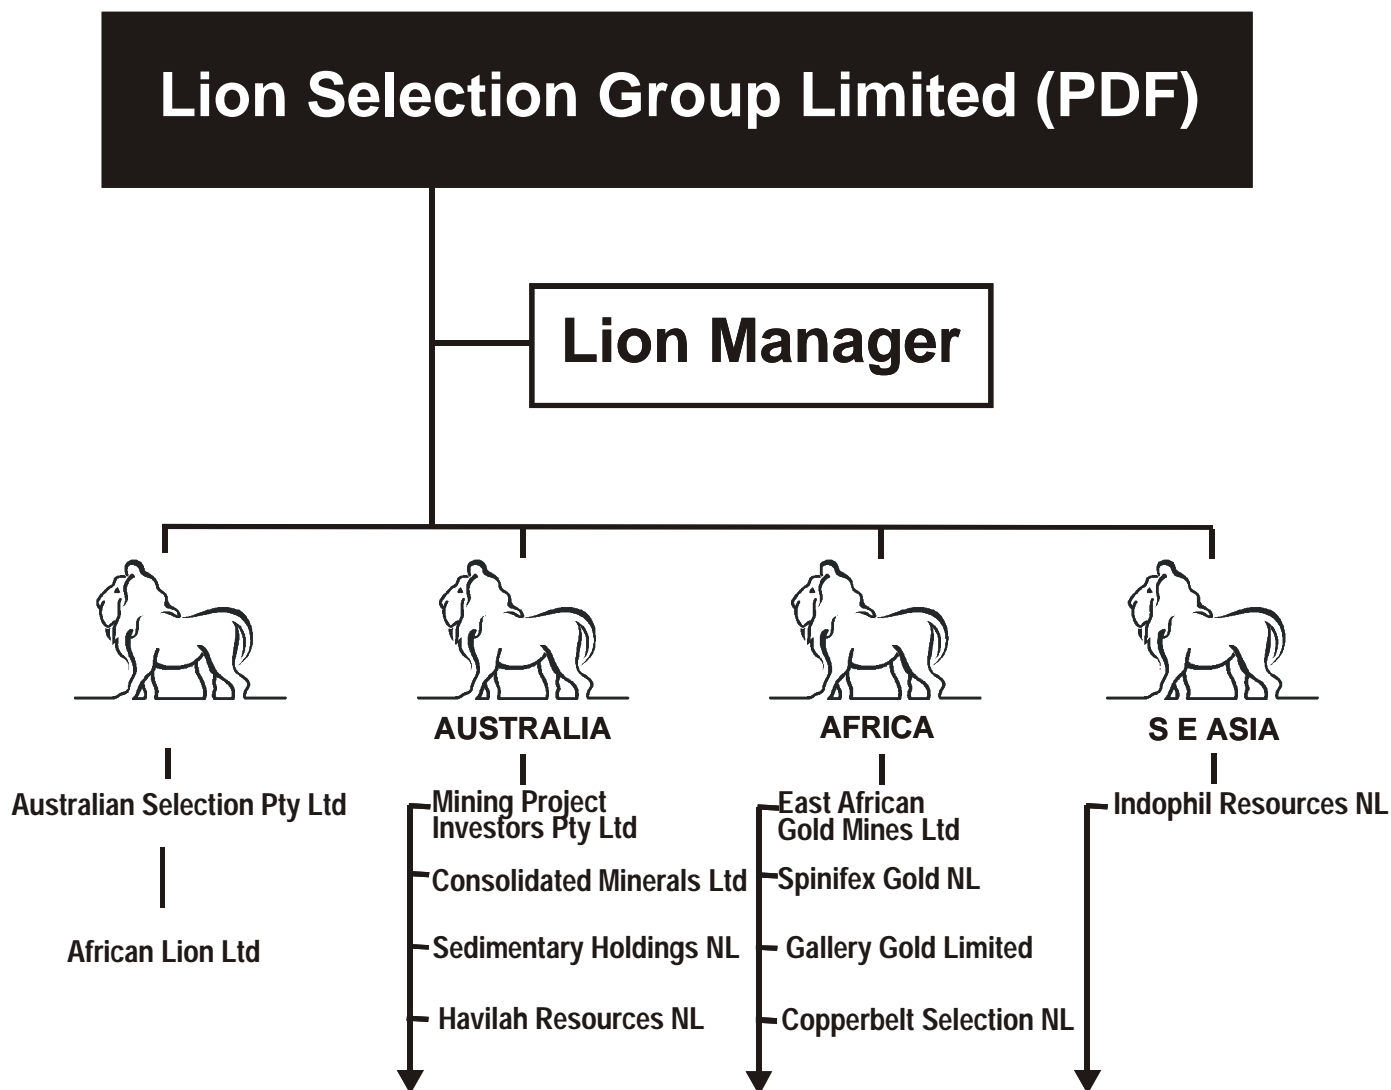 Lion Selection Group Limited (PDF)
Lion Manager
AUSTRALIA
AFRICA
S E ASIA
Australian Selection Pty Ltd
African Lion Ltd
Mining Project
Investors Pty Ltd
Consolidated Minerals Ltd
Sedimentary Holdings NL
Havilah Resources NL
East African
Gold Mines Ltd
Spinifex Gold NL
Gallery Gold Limited
Copperbelt Selection NL
Indophil Resources NL